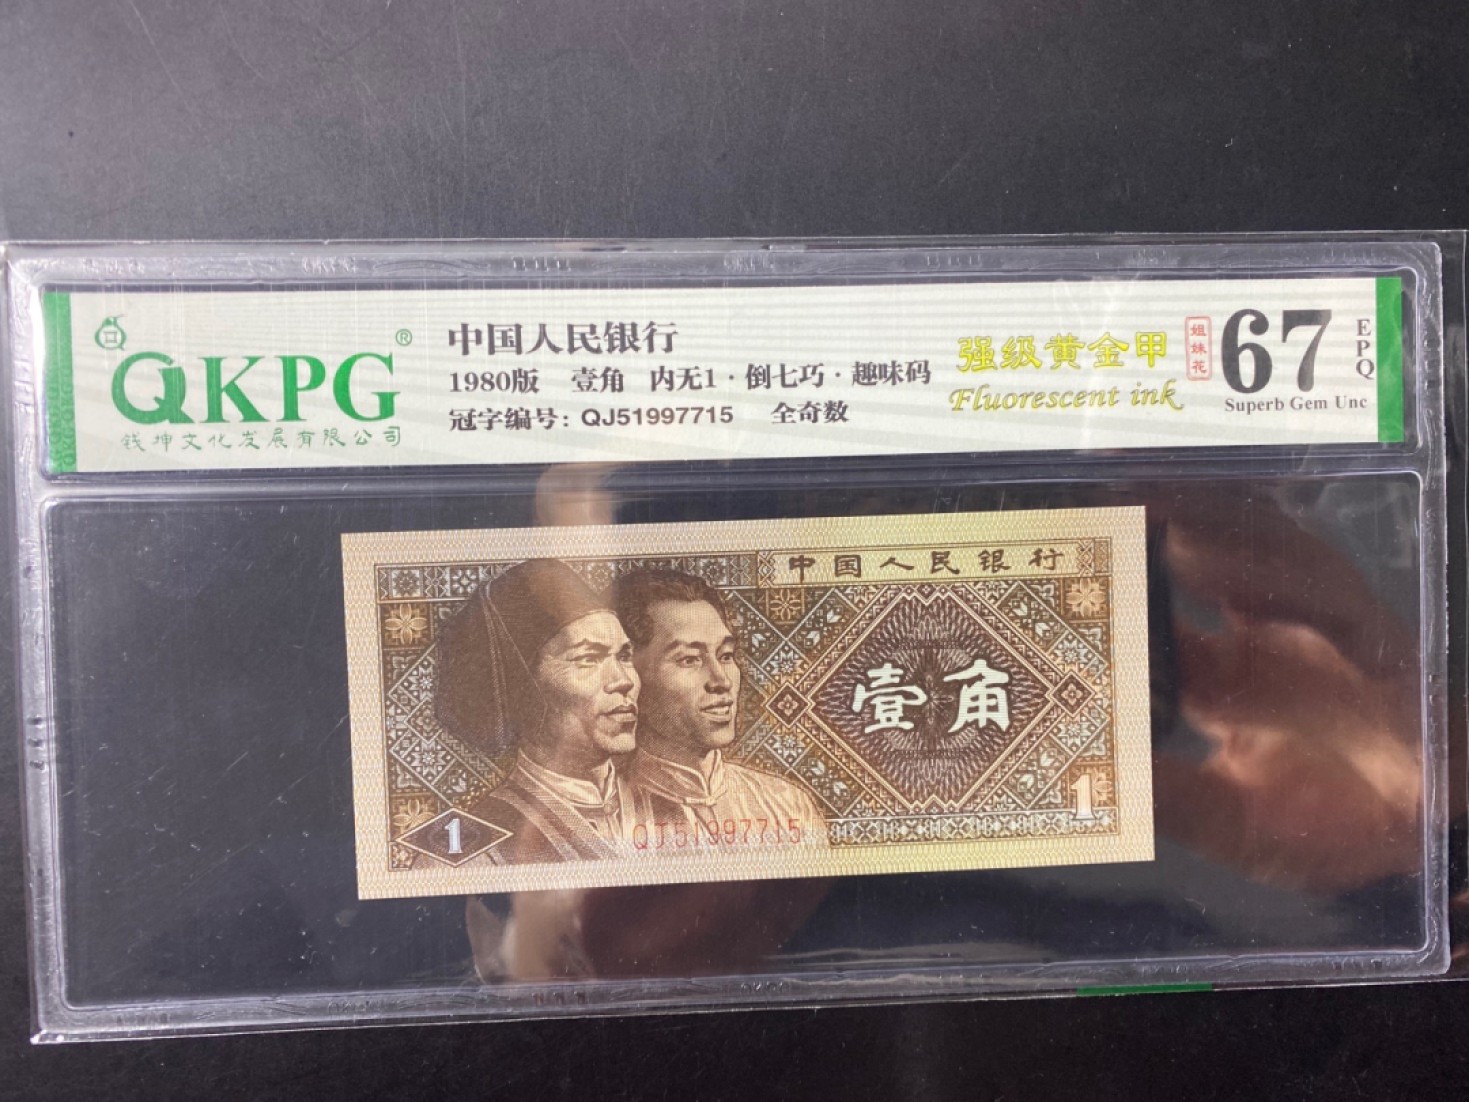 QKPG®
钱坤文化发展有限公司
中国人民银行
1980版 壹角 内无1·倒七巧·趣味码
冠字编号: QJ51997715 全奇数
强级黄金甲
Fluorescent ink
姐妹花
67
EPQ
Superb Gem Unc
中国人民银行
壹角
1
QJ51997715
1